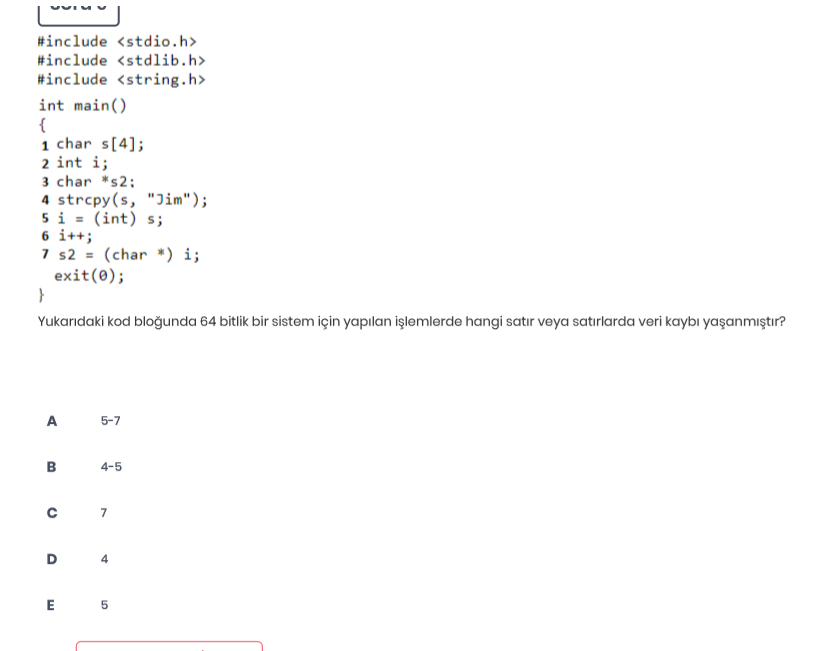 #include <stdio.h>
#include <stdlib.h>
#include <string.h>
int main()
{
1 char s[4];
2 int i;
3 char *s2;
4 strcpy(s, "Jim");
5 i = (int) s;
6 i++;
7 s2 = (char *) i;
exit(0);
}
Yukarıdaki kod bloğunda 64 bitlik bir sistem için yapılan işlemlerde hangi satır veya satırlarda veri kaybı yaşanmıştır?
A 5-7
B 4-5
C 7
D 4
E 5